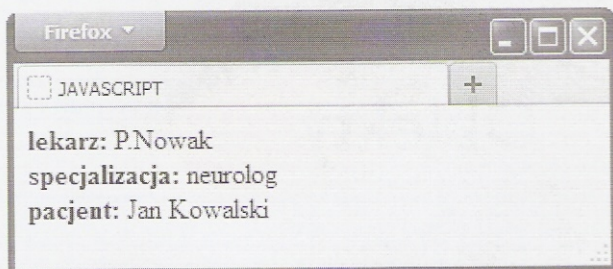 Firefox
JAVASCRIPT
lekarz: P.Nowak
specjalizacja: neurolog
pacjent: Jan Kowalski